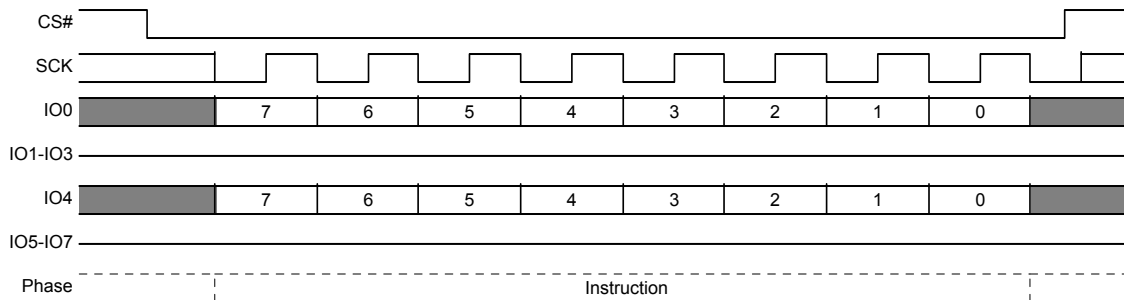 CS#
SCK
IO0 7 6 5 4 3 2 1 0
IO1-IO3
IO4 7 6 5 4 3 2 1 0
IO5-IO7
Phase Instruction